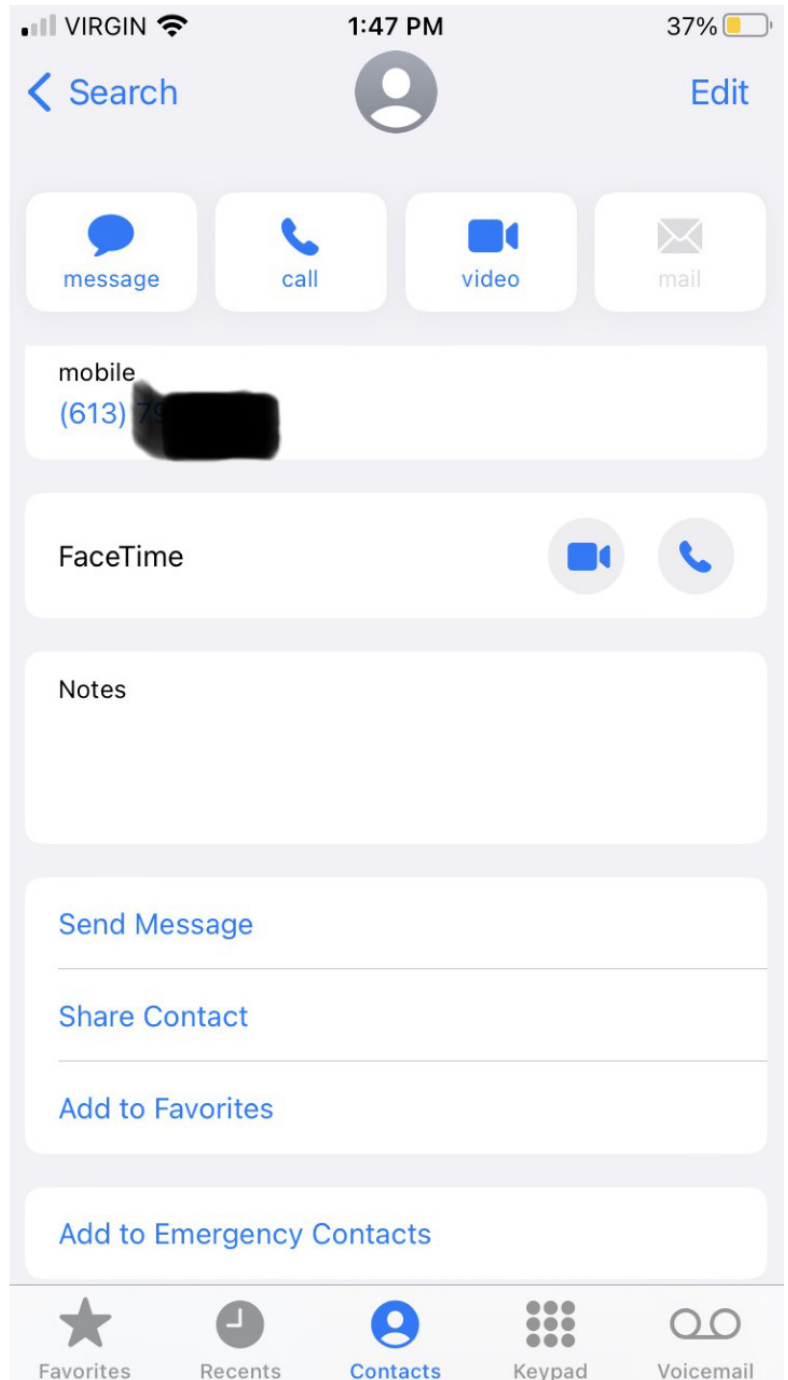 VIRGIN 1:47 PM 37%
Search Edit
message call video mail
mobile
(613) 79
FaceTime
Notes
Send Message
Share Contact
Add to Favorites
Add to Emergency Contacts
Favorites Recents Contacts Keypad Voicemail